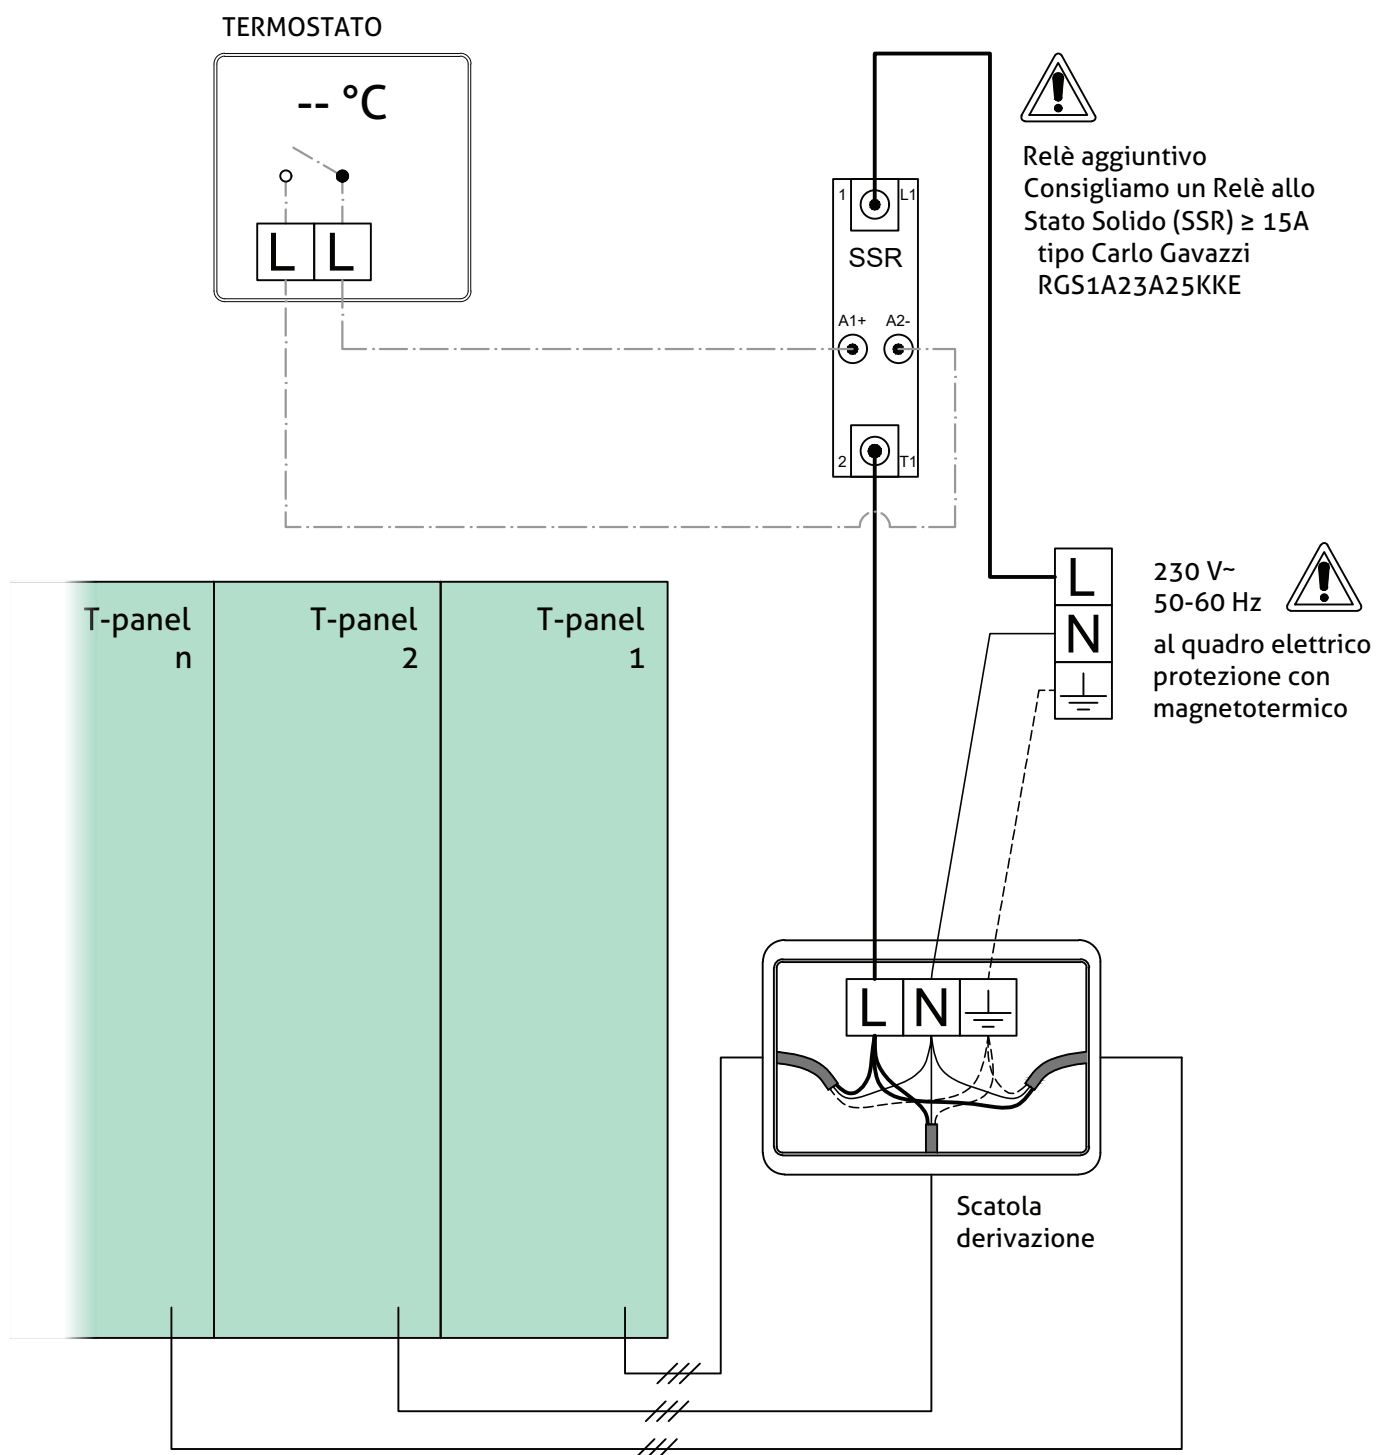 TERMOSTATO
-- °C
L L
1 L1
SSR
A1+ A2-
2 T1
Relè aggiuntivo
Consigliamo un Relè allo
Stato Solido (SSR) ≥ 15A
tipo Carlo Gavazzi
RGS1A23A25KKE
L
N
230 V~
50-60 Hz
al quadro elettrico
protezione con
magnetotermico
T-panel
n
T-panel
2
T-panel
1
L N
Scatola
derivazione